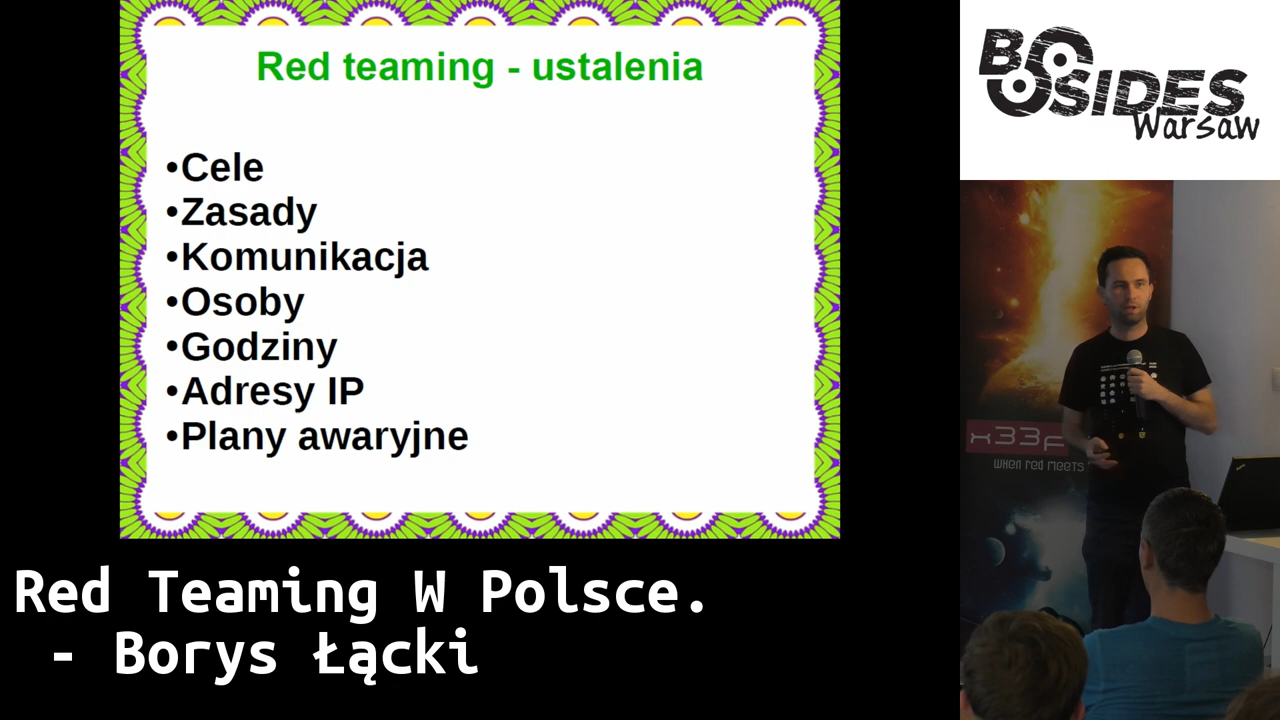 Red teaming - ustalenia
•Cele
•Zasady
•Komunikacja
•Osoby
•Godziny
•Adresy IP
•Plany awaryjne
Red Teaming W Polsce.
- Borys Łącki
BSIDES
Warsaw
x33f
when red meets